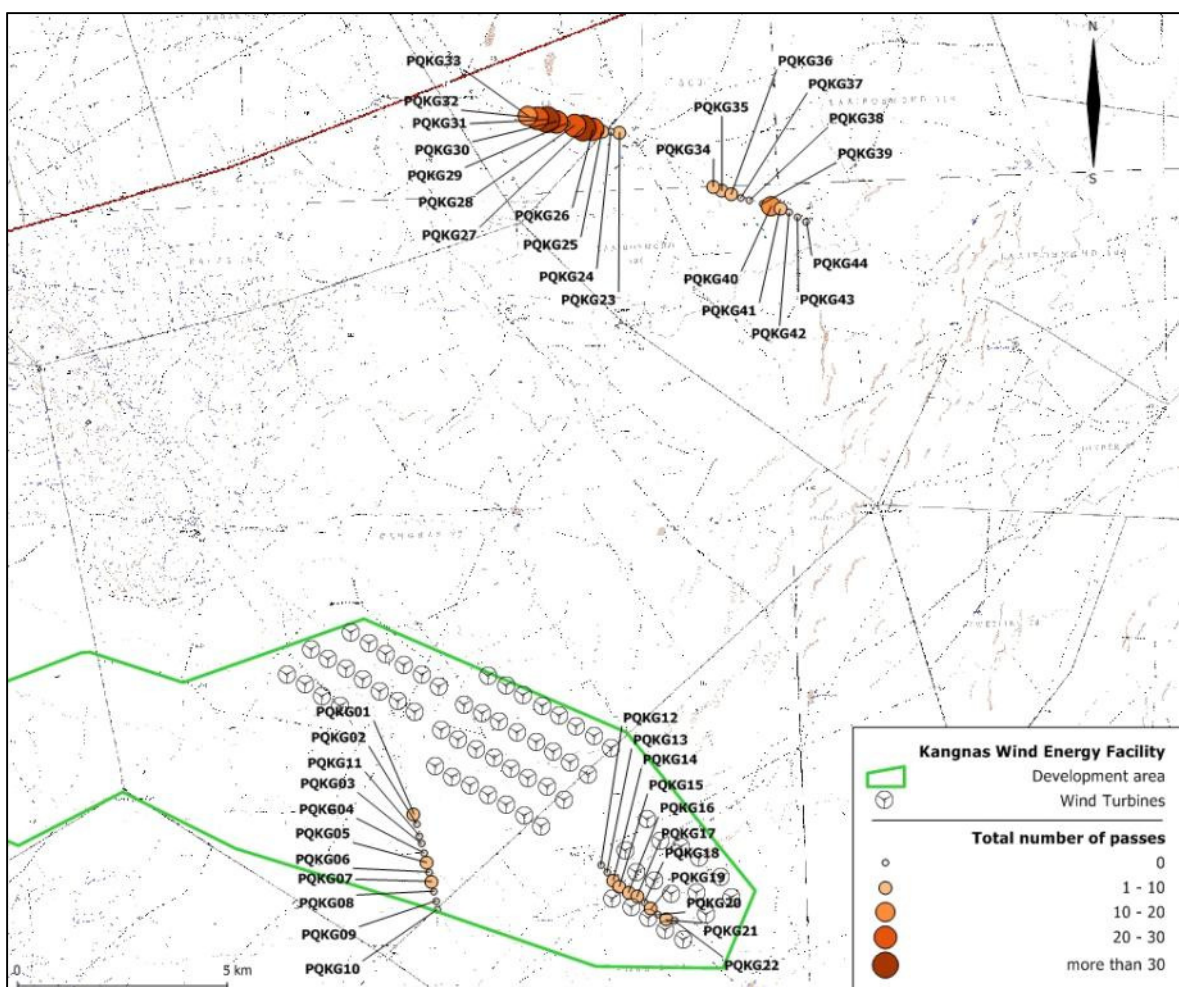 N
S
PQKG33
PQKG32
PQKG31
PQKG30
PQKG29
PQKG28
PQKG27
PQKG26
PQKG25
PQKG24
PQKG23
PQKG36
PQKG37
PQKG35
PQKG38
PQKG34
PQKG39
PQKG44
PQKG40
PQKG43
PQKG41
PQKG42
PQKG01
PQKG02
PQKG11
PQKG03
PQKG04
PQKG05
PQKG06
PQKG07
PQKG08
PQKG09
PQKG10
PQKG12
PQKG13
PQKG14
PQKG15
PQKG16
PQKG17
PQKG18
PQKG19
PQKG20
PQKG21
PQKG22
0 5 km
Kangnas Wind Energy Facility
Development area
Wind Turbines
Total number of passes
0
1 - 10
10 - 20
20 - 30
more than 30